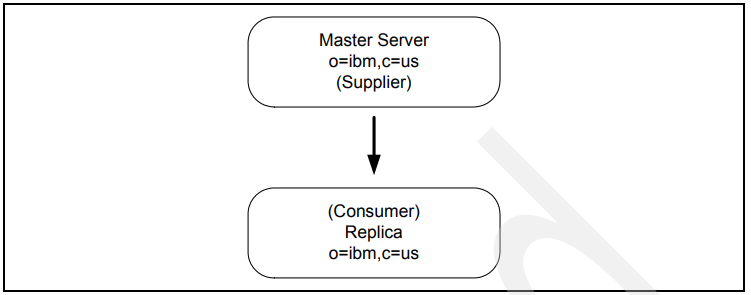 Master Server
o=ibm,c=us
(Supplier)
(Consumer)
Replica
o=ibm,c=us